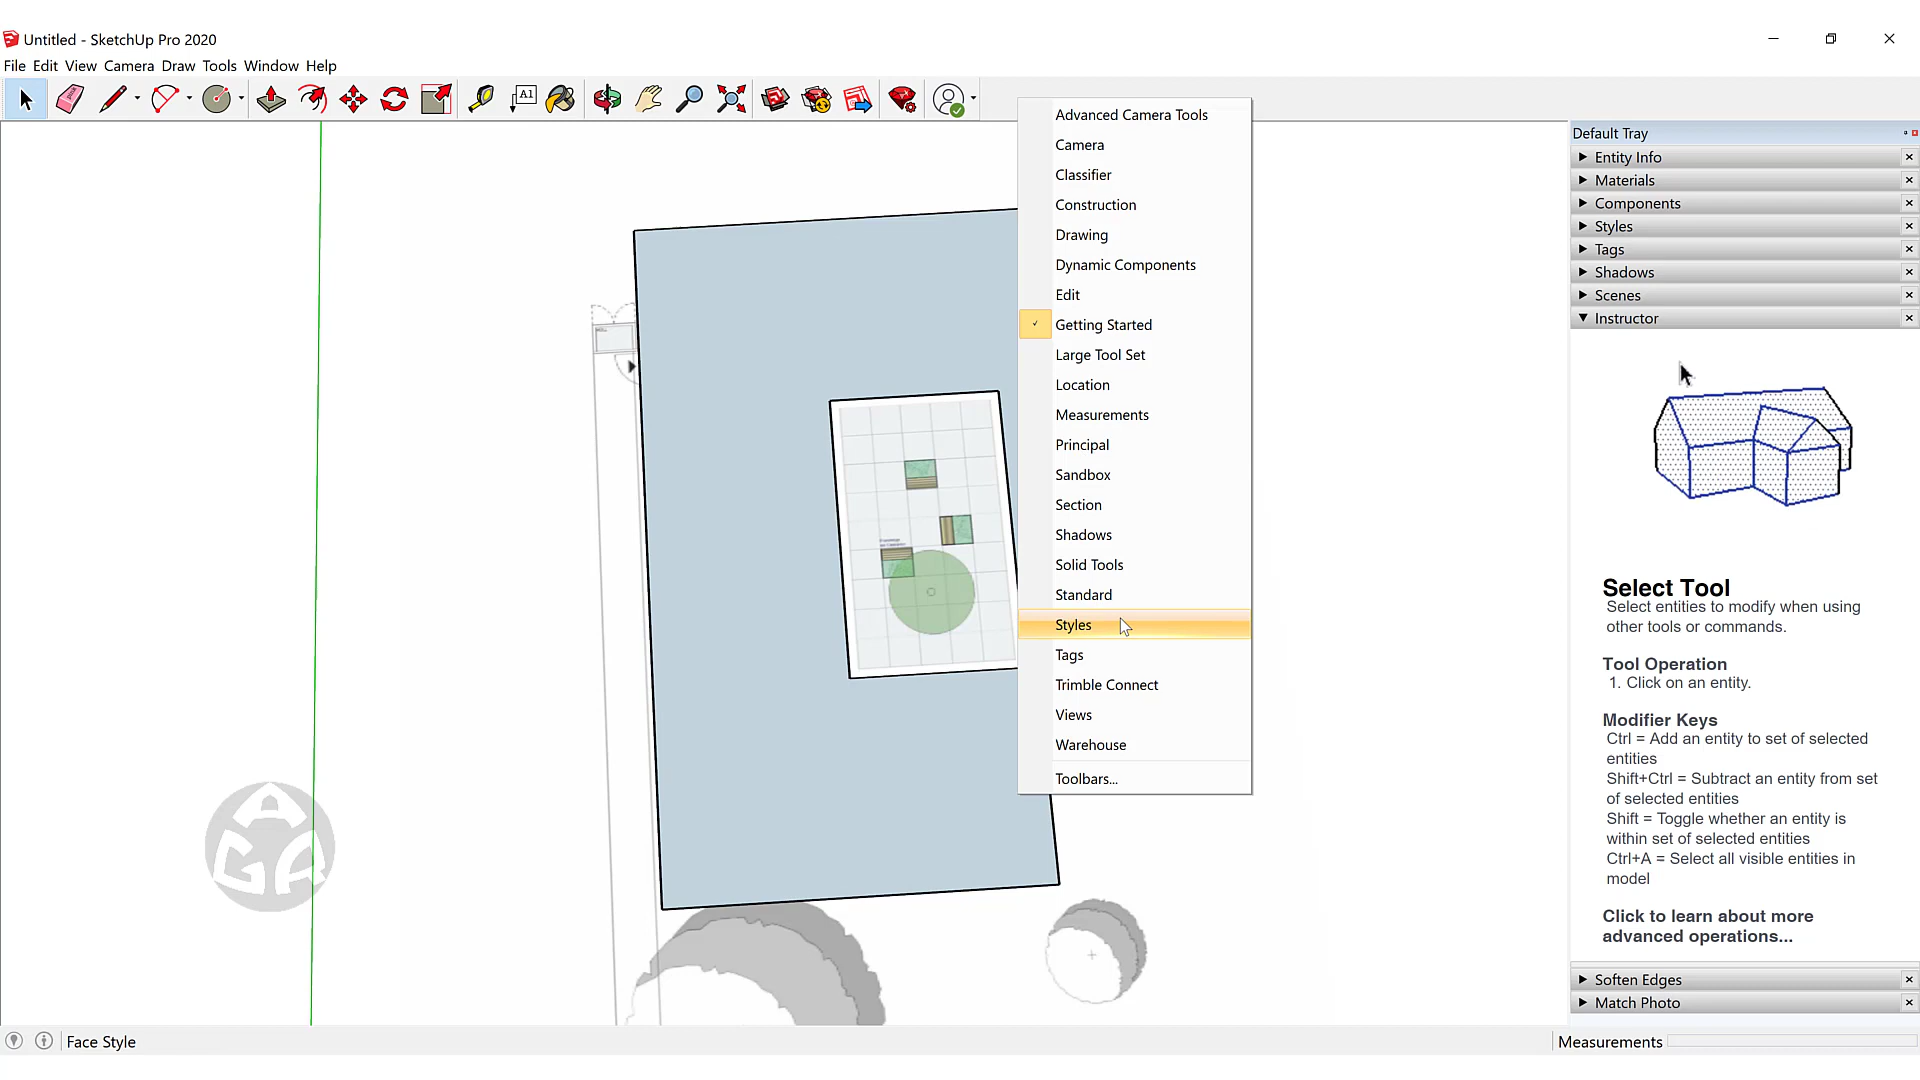 Untitled - SketchUp Pro 2020
File Edit View Camera Draw Tools Window Help
A1
Advanced Camera Tools
Camera
Classifier
Construction
Drawing
Dynamic Components
Edit
Getting Started
Large Tool Set
Location
Measurements
Principal
Sandbox
Section
Shadows
Solid Tools
Standard
Styles
Tags
Trimble Connect
Views
Warehouse
Toolbars...
Default Tray
Entity Info
Materials
Components
Styles
Tags
Shadows
Scenes
Instructor
Select Tool
Select entities to modify when using
other tools or commands.
Tool Operation
1. Click on an entity.
Modifier Keys
Ctrl = Add an entity to set of selected
entities
Shift+Ctrl = Subtract an entity from set
of selected entities
Shift = Toggle whether an entity is
within set of selected entities
Ctrl+A = Select all visible entities in
model
Click to learn about more
advanced operations...
Soften Edges
Match Photo
Face Style
Measurements